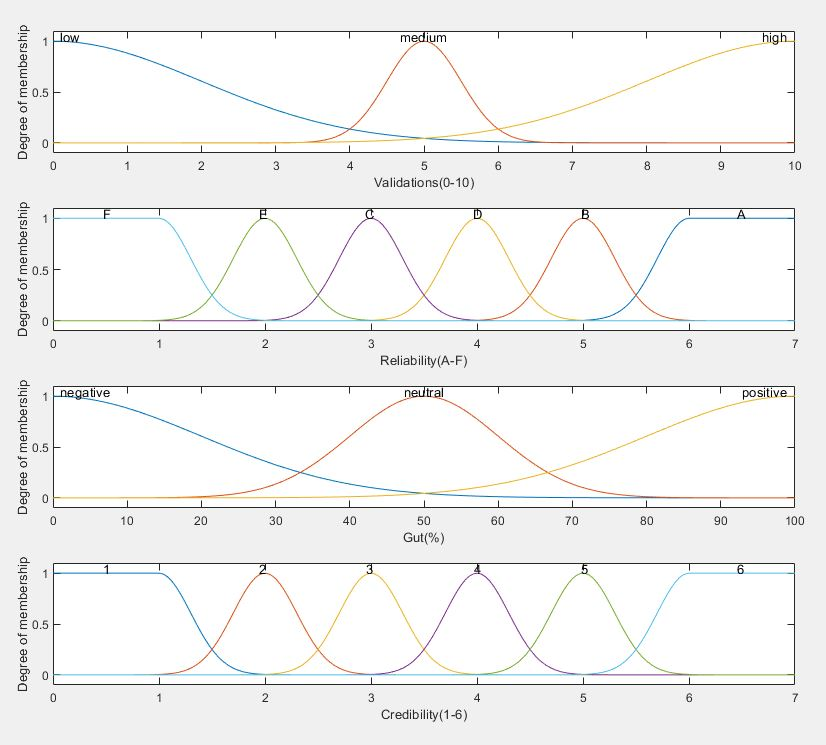 low medium high
1
0.5
0
Degree of membership
0 1 2 3 4 5 6 7 8 9 10
Validations(0-10)
F E C D B A
1
0.5
0
Degree of membership
0 1 2 3 4 5 6 7
Reliability(A-F)
negative neutral positive
1
0.5
0
Degree of membership
0 10 20 30 40 50 60 70 80 90 100
Gut(%)
1 2 3 4 5 6
1
0.5
0
Degree of membership
0 1 2 3 4 5 6 7
Credibility(1-6)